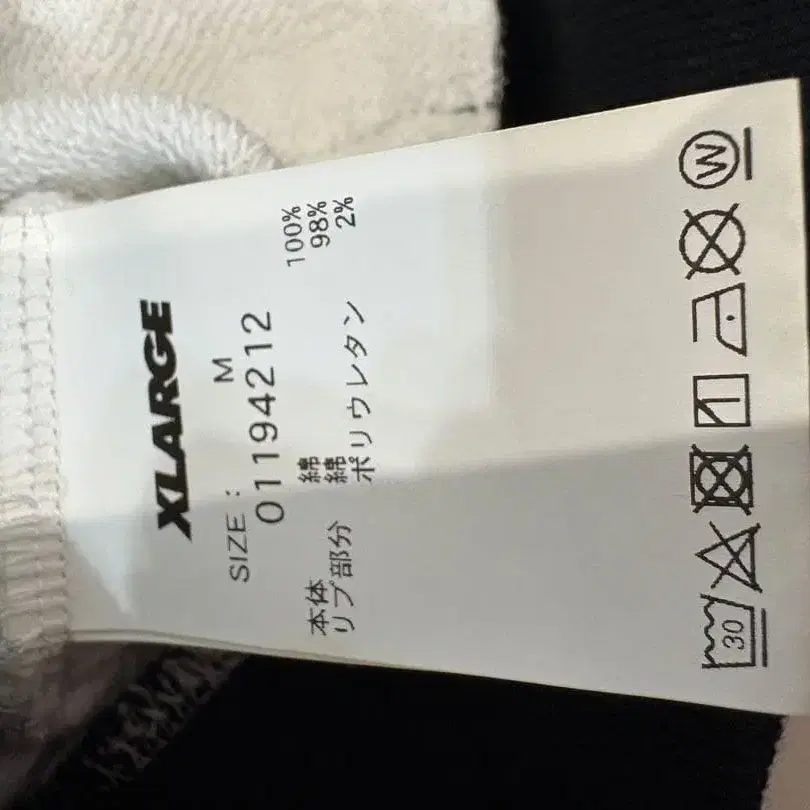 XLARGE
SIZE : M
01194212
本体 綿 100%
リブ部分 綿 98%
ポリウレタン 2%
30
W